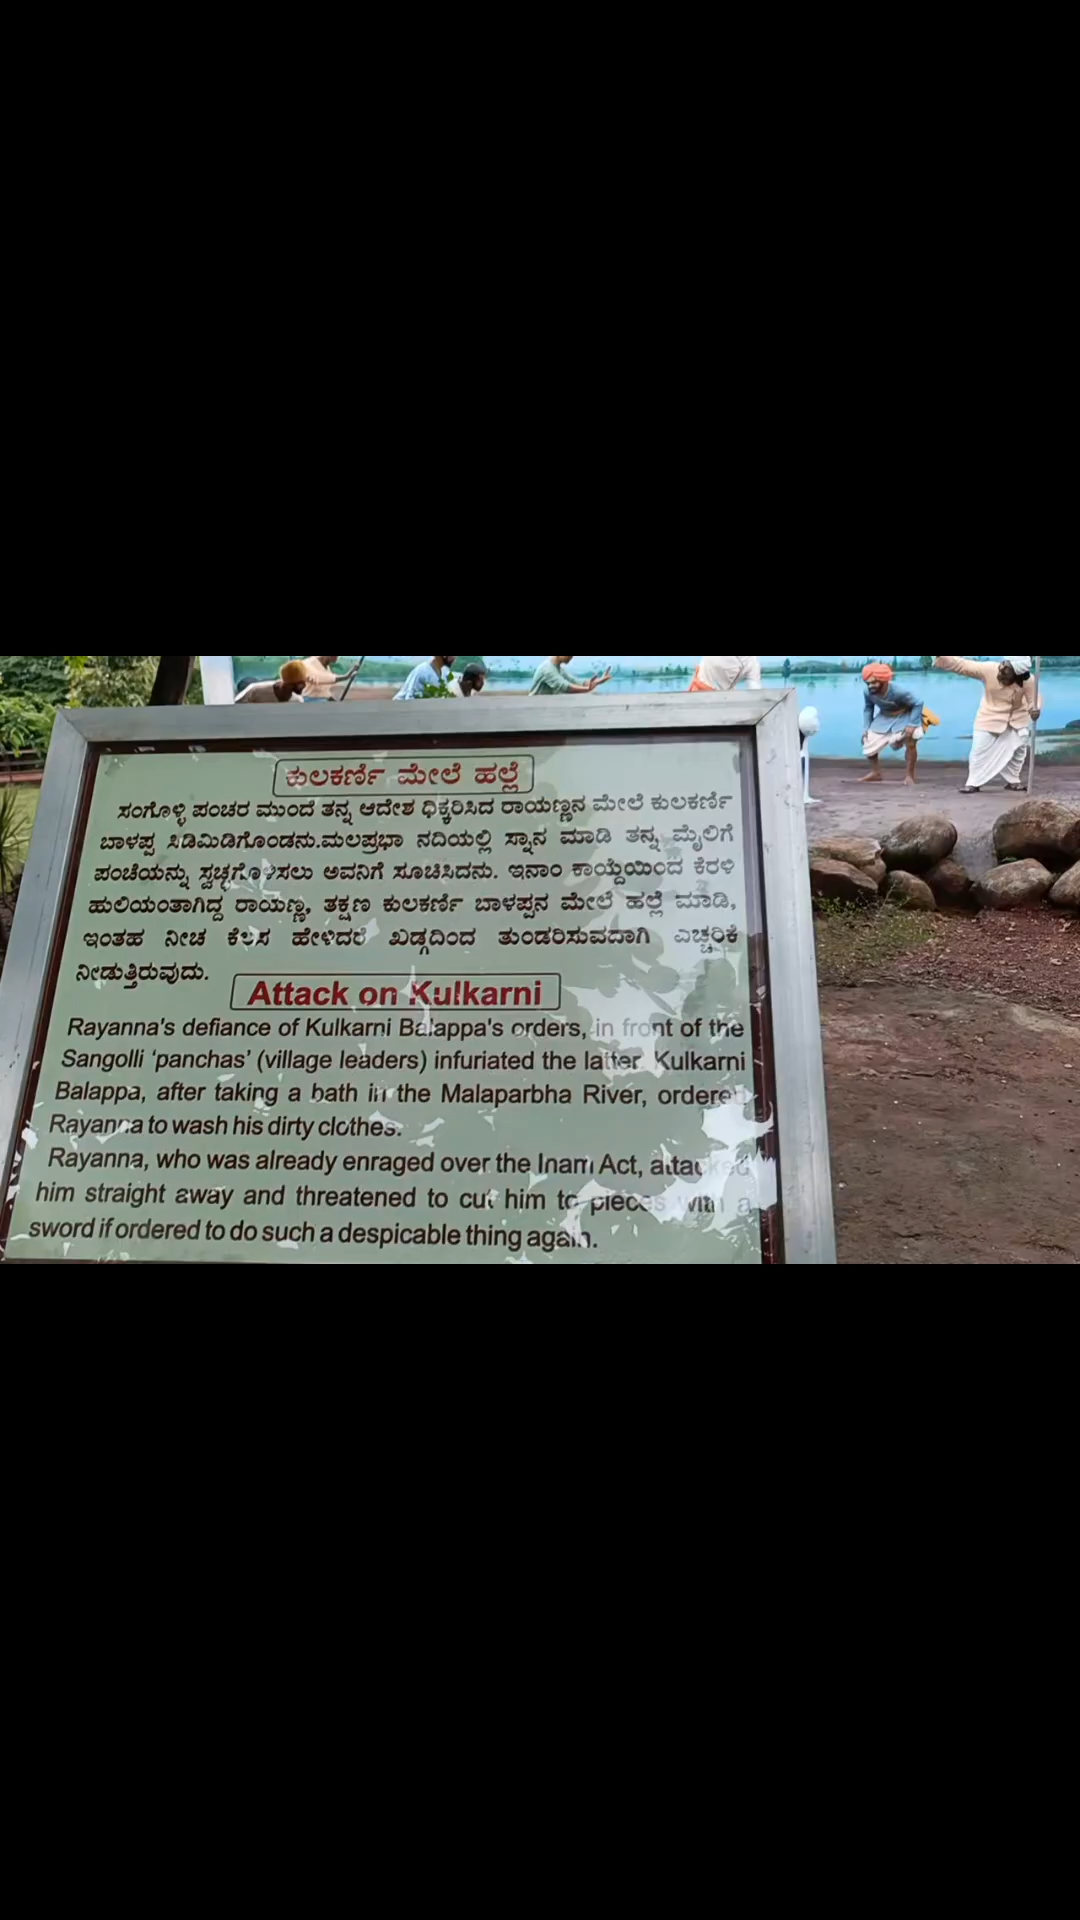 ಕುಲಕರ್ಣಿ ಮೇಲೆ ಹಲ್ಲೆ
ಸಂಗೊಳ್ಳಿ ಪಂಚರ ಮುಂದೆ ತನ್ನ ಆದೇಶ ಧಿಕ್ಕರಿಸಿದ ರಾಯಣ್ಣನ ಮೇಲೆ ಕುಲಕರ್ಣಿ
ಬಾಳಪ್ಪ ಸಿಡಿಮಿಡಿಗೊಂಡನು.ಮಲಪ್ರಭಾ ನದಿಯಲ್ಲಿ ಸ್ನಾನ ಮಾಡಿ ತನ್ನ ಮೈಲಿಗೆ
ಪಂಚೆಯನ್ನು ಸ್ವಚ್ಛಗೊಳಿಸಲು ಅವನಿಗೆ ಸೂಚಿಸಿದನು. ಇನಾಂ ಕಾಯ್ದೆಯಿಂದ ಕೆರಳಿ
ಹುಲಿಯಂತಾಗಿದ್ದ ರಾಯಣ್ಣ, ತಕ್ಷಣ ಕುಲಕರ್ಣಿ ಬಾಳಪ್ಪನ ಮೇಲೆ ಹಲ್ಲೆ ಮಾಡಿ,
ಇಂತಹ ನೀಚ ಕೆಲಸ ಹೇಳಿದರೆ ಖಡ್ಗದಿಂದ ತುಂಡರಿಸುವದಾಗಿ ಎಚ್ಚರಿಕೆ
ನೀಡುತ್ತಿರುವುದು.
Attack on Kulkarni
Rayanna's defiance of Kulkarni Balappa's orders, in front of the
Sangolli 'panchas' (village leaders) infuriated the latter. Kulkarni
Balappa, after taking a bath in the Malaparbha River, ordered
Rayanna to wash his dirty clothes.
Rayanna, who was already enraged over the Inam Act, attacked
him straight away and threatened to cut him to pieces with a
sword if ordered to do such a despicable thing again.